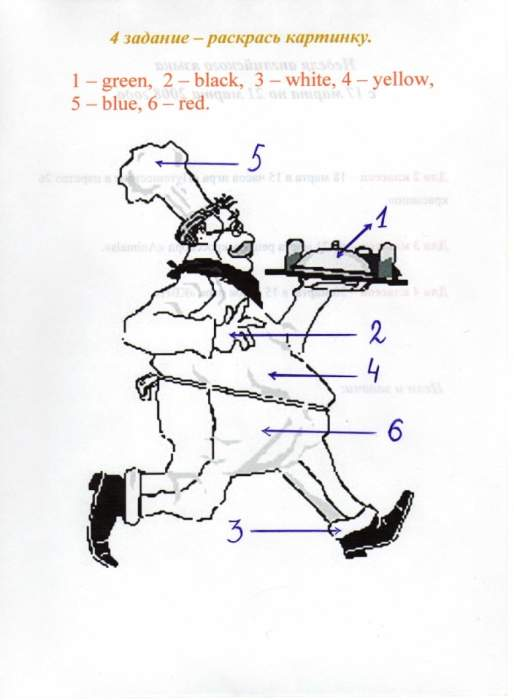 4 задание – раскрась картинку.
1 – green, 2 – black, 3 – white, 4 – yellow,
5 – blue, 6 – red.
5
1
2
4
6
3